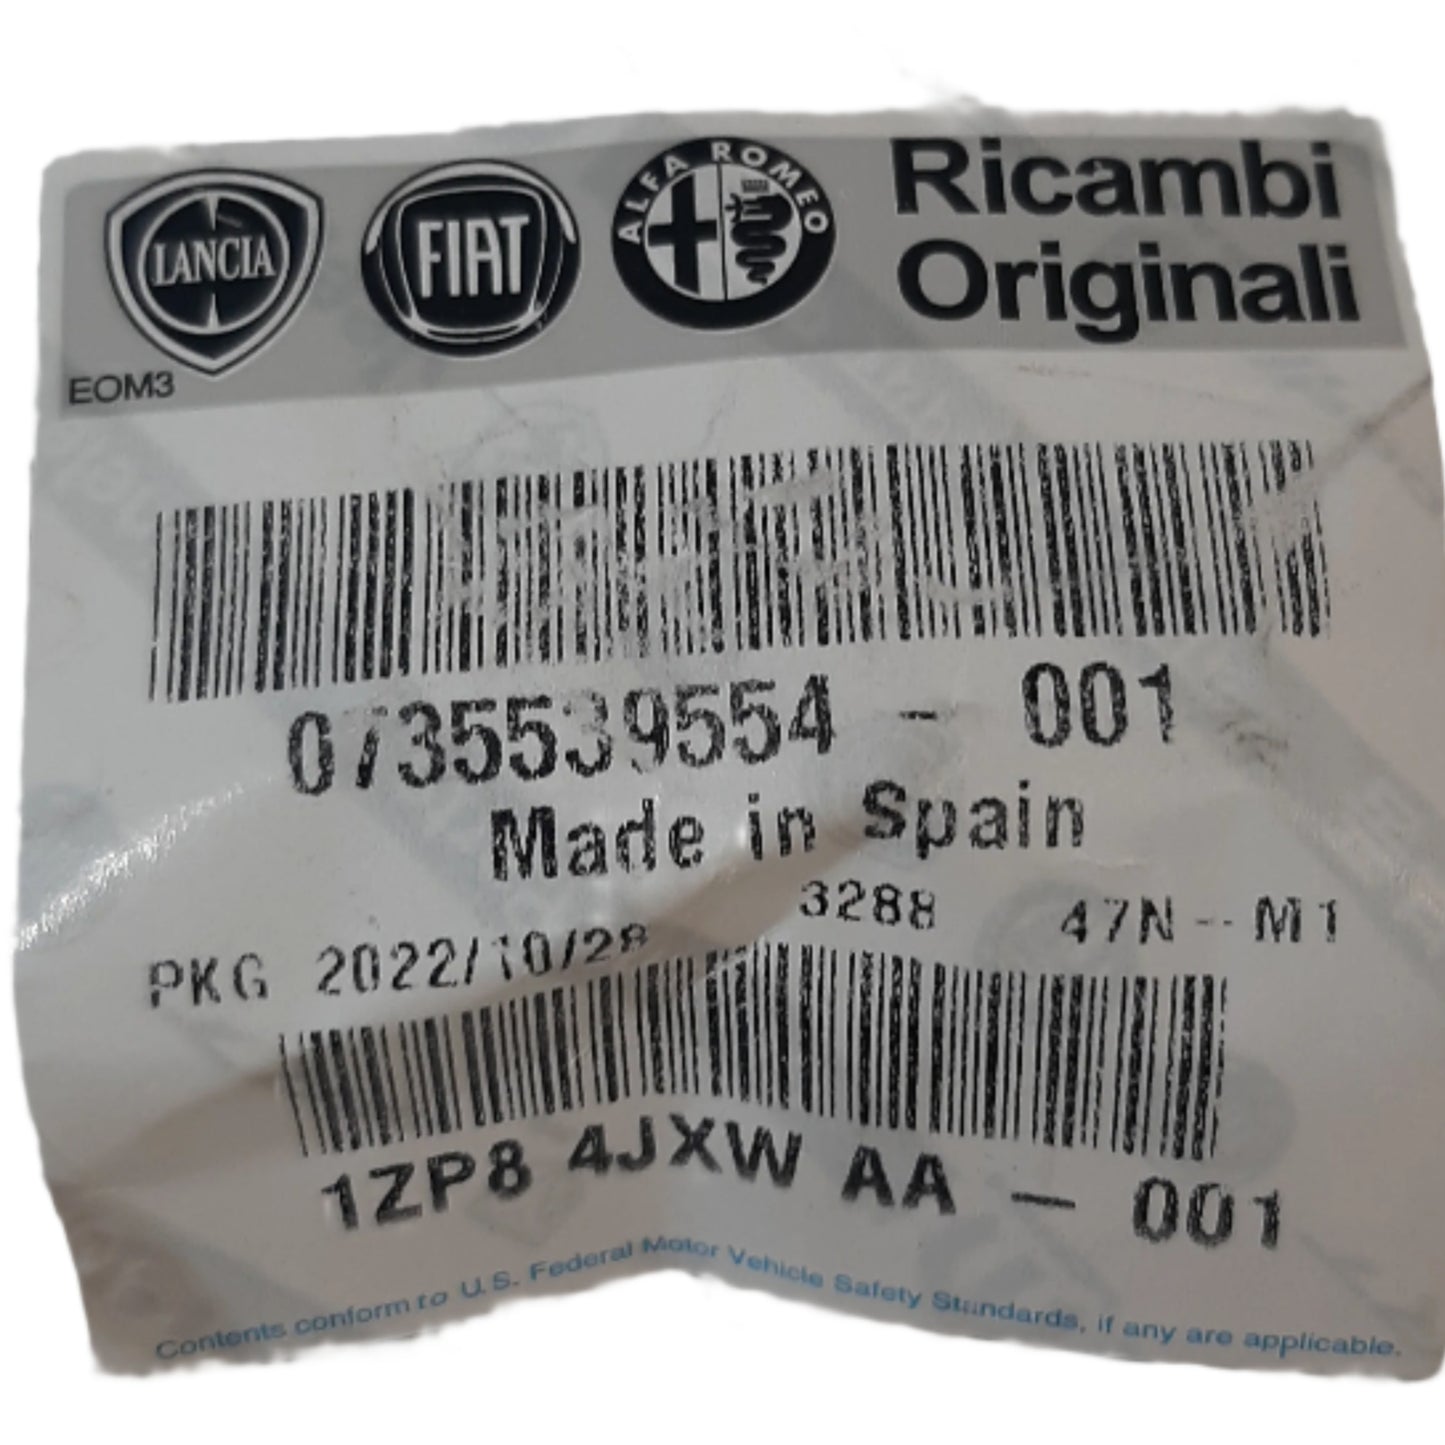 LANCIA FIAT ALFA ROMEO Ricambi
Originali
EOM3
0735539554 - 001
Made in Spain
3288 47N-M1
PKG 2022/10/28
1ZP8 4JXW AA - 001
Contents conform to U.S. Federal Motor Vehicle Safety Standards, if any are applicable.